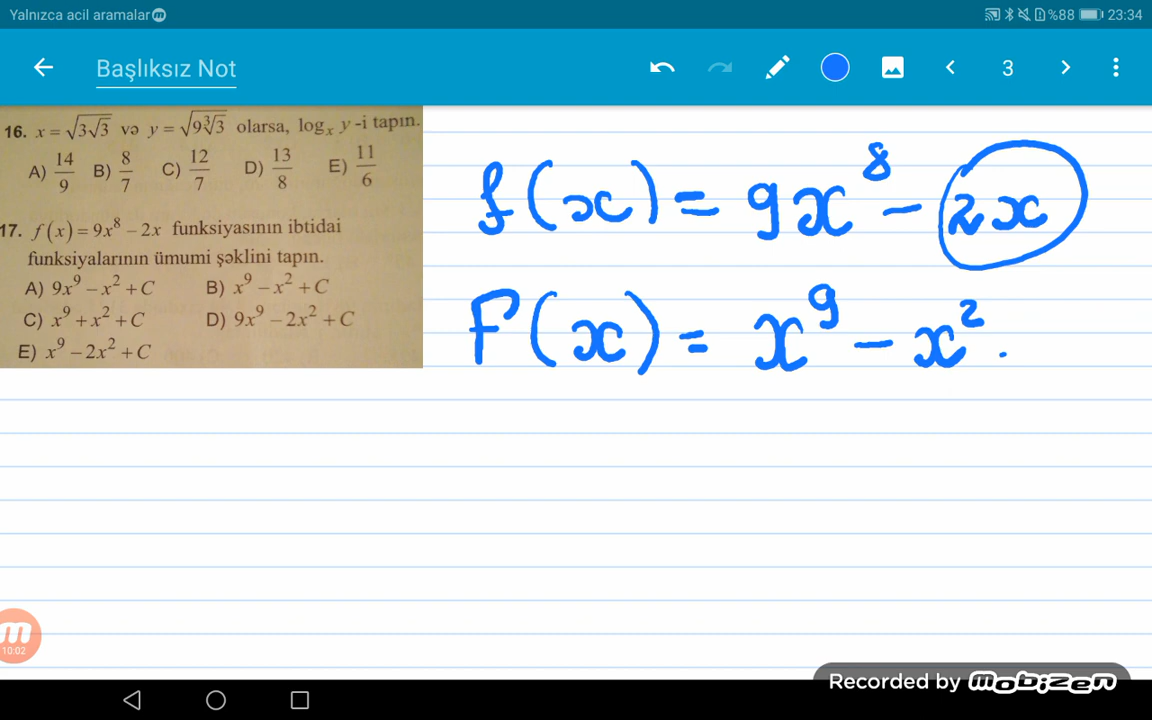 Yalnızca acil aramalar m %88 23:34
Başlıksız Not 3
16. x = √(3√3) və y = √(9∛3) olarsa, logₓ y -i tapın.
A) 14/9 B) 8/7 C) 12/7 D) 13/8 E) 11/6
17. f(x) = 9x⁸ – 2x funksiyasının ibtidai
funksiyalarının ümumi şəklini tapın.
A) 9x⁹ – x² + C B) x⁹ – x² + C
C) x⁹ + x² + C D) 9x⁹ – 2x² + C
E) x⁹ – 2x² + C
f(x) = 9x⁸ – 2x
F(x) = x⁹ – x²
m
10:02
Recorded by mobizen